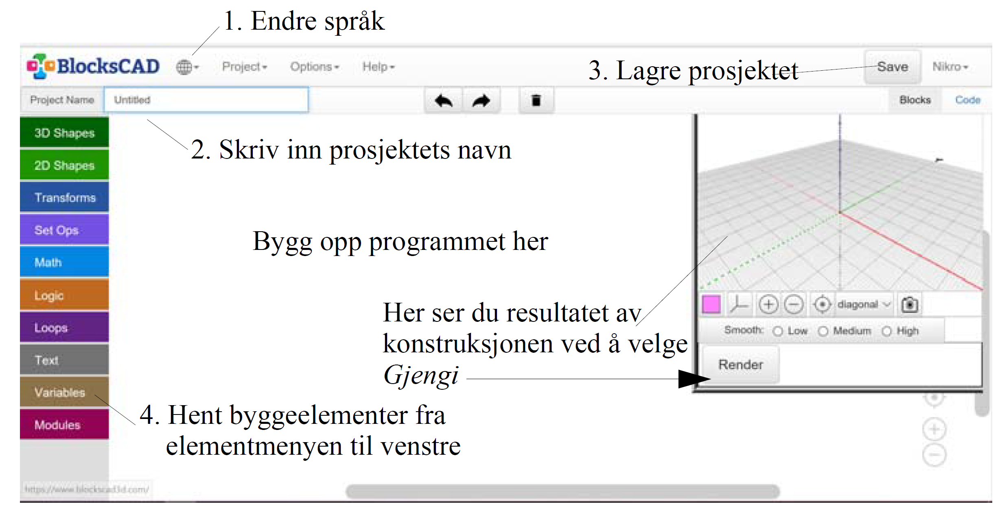 1. Endre språk
BlocksCAD
Project
Options
Help
3. Lagre prosjektet
Save
Nikro
Project Name
Untitled
Blocks
Code
3D Shapes
2D Shapes
Transforms
Set Ops
Math
Logic
Loops
Text
Variables
Modules
2. Skriv inn prosjektets navn
Bygg opp programmet her
Her ser du resultatet av
konstruksjonen ved å velge
Gjengi
diagonal
Smooth: Low Medium High
Render
4. Hent byggeelementer fra
elementmenyen til venstre
https://www.blockscad3d.com/